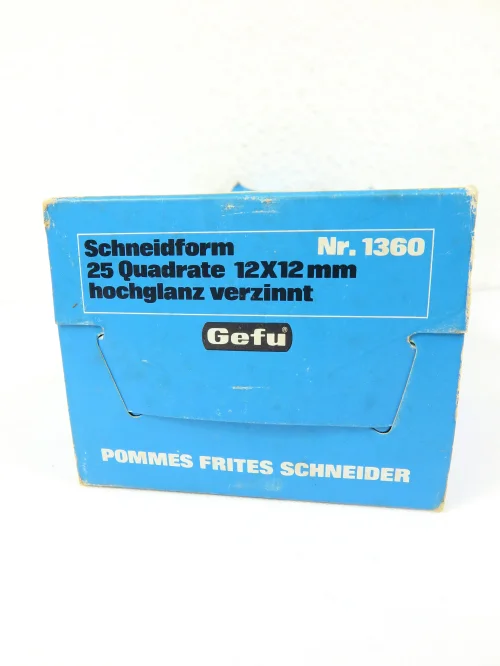 Schneidform Nr. 1360
25 Quadrate 12X12 mm
hochglanz verzinnt
Gefu®
POMMES FRITES SCHNEIDER